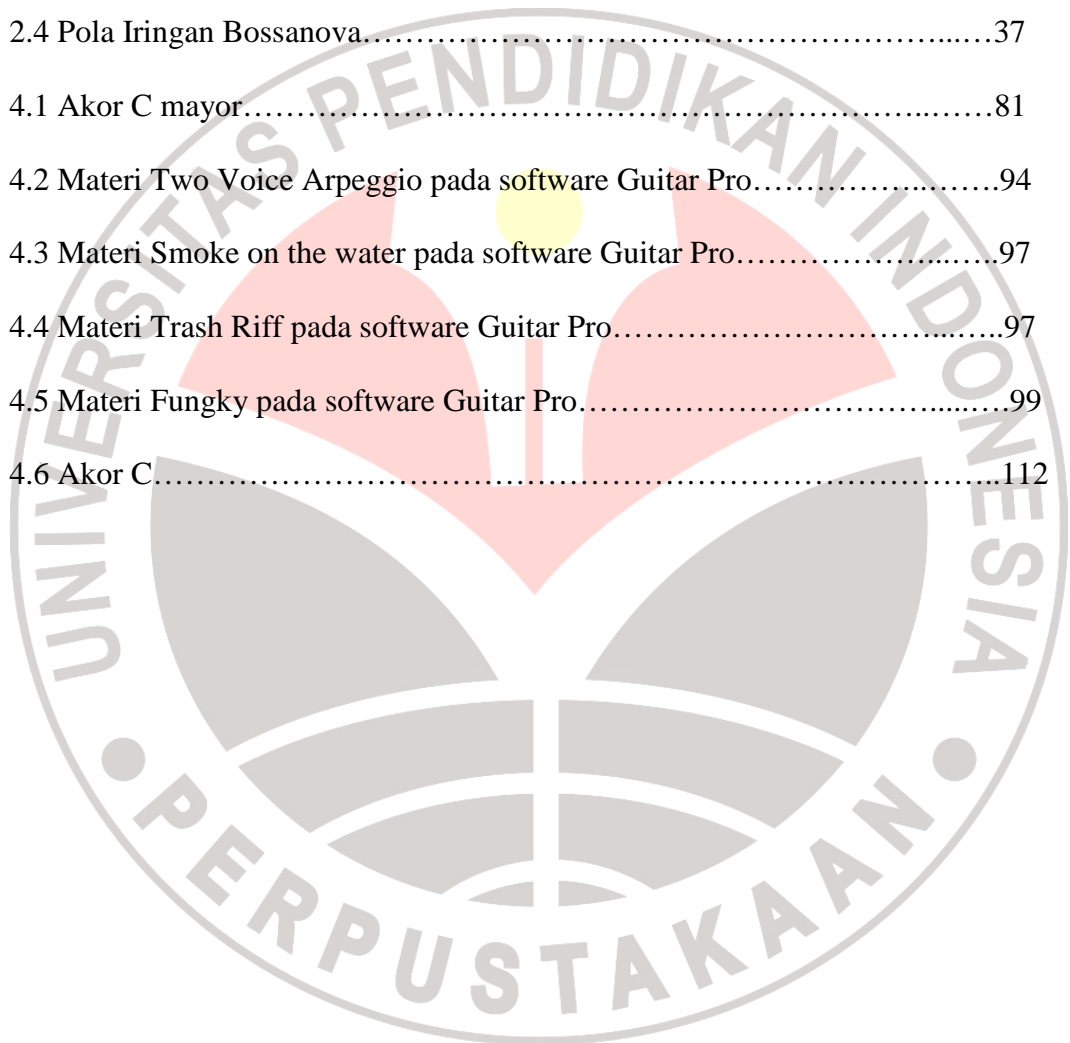 2.4 Pola Iringan Bossanova……………………………………………...…37
4.1 Akor C mayor………………………………………………………..……81
4.2 Materi Two Voice Arpeggio pada software Guitar Pro……………..…….94
4.3 Materi Smoke on the water pada software Guitar Pro………………...….97
4.4 Materi Trash Riff pada software Guitar Pro…………………………...…..97
4.5 Materi Fungky pada software Guitar Pro…………………………….....….99
4.6 Akor C…………………………………………………………………………..112
UNIVERSITAS PENDIDIKAN INDONESIA
PERPUSTAKAAN